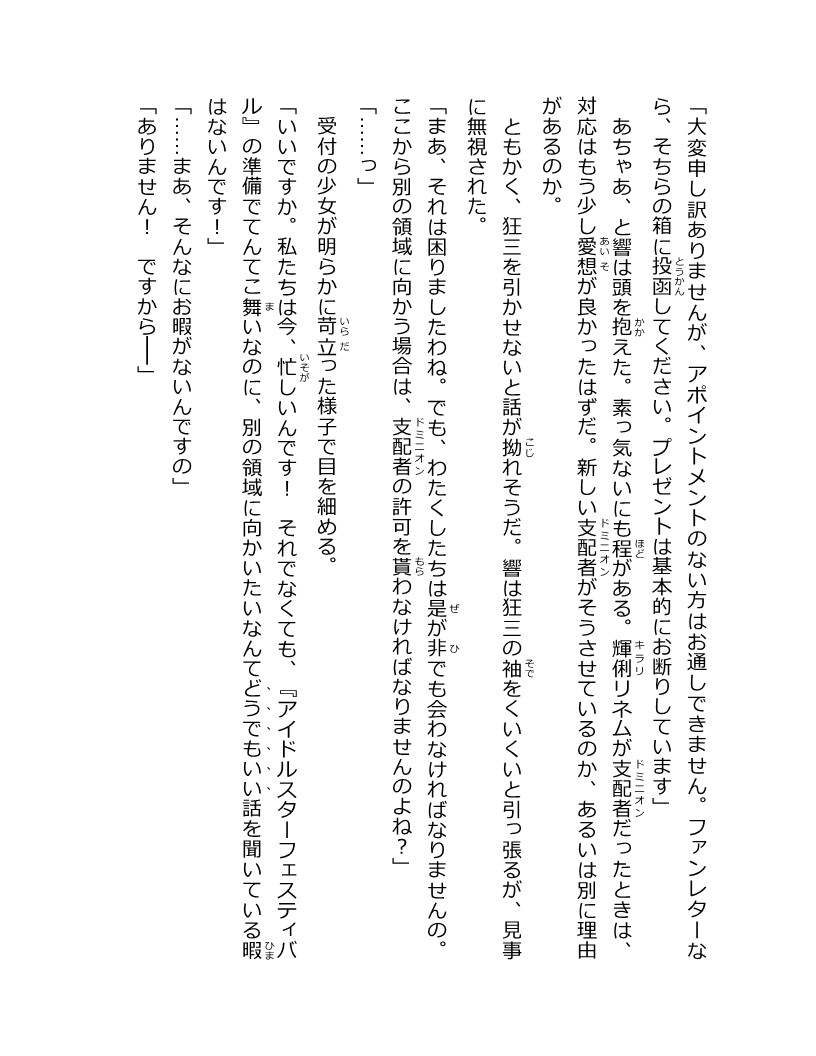 「大変申し訳ありませんが、アポイントメントのない方はお通しできません。ファンレターな
ら、そちらの箱に投函してください。プレゼントは基本的にお断りしています」
　あちゃあ、と響は頭を抱えた。素っ気ないにも程がある。輝俐リネムが支配者だったときは、
対応はもう少し愛想が良かったはずだ。新しい支配者がそうさせているのか、あるいは別に理由
があるのか。
　ともかく、狂三を引かせないと話が拗れそうだ。響は狂三の袖をくいくいと引っ張るが、見事
に無視された。
「まあ、それは困りましたわね。でも、わたくしたちは是が非でも会わなければなりませんの。
ここから別の領域に向かう場合は、支配者の許可を貰わなければなりませんのよね？」
「……っ」
　受付の少女が明らかに苛立った様子で目を細める。
「いいですか。私たちは今、忙しいんです！　それでなくても、『アイドルスターフェスティバ
ル』の準備でてんてこ舞いなのに、別の領域に向かいたいなんてどうでもいい話を聞いている暇
はないんです！」
「……まあ、そんなにお暇がないんですの」
「ありません！　ですから――」